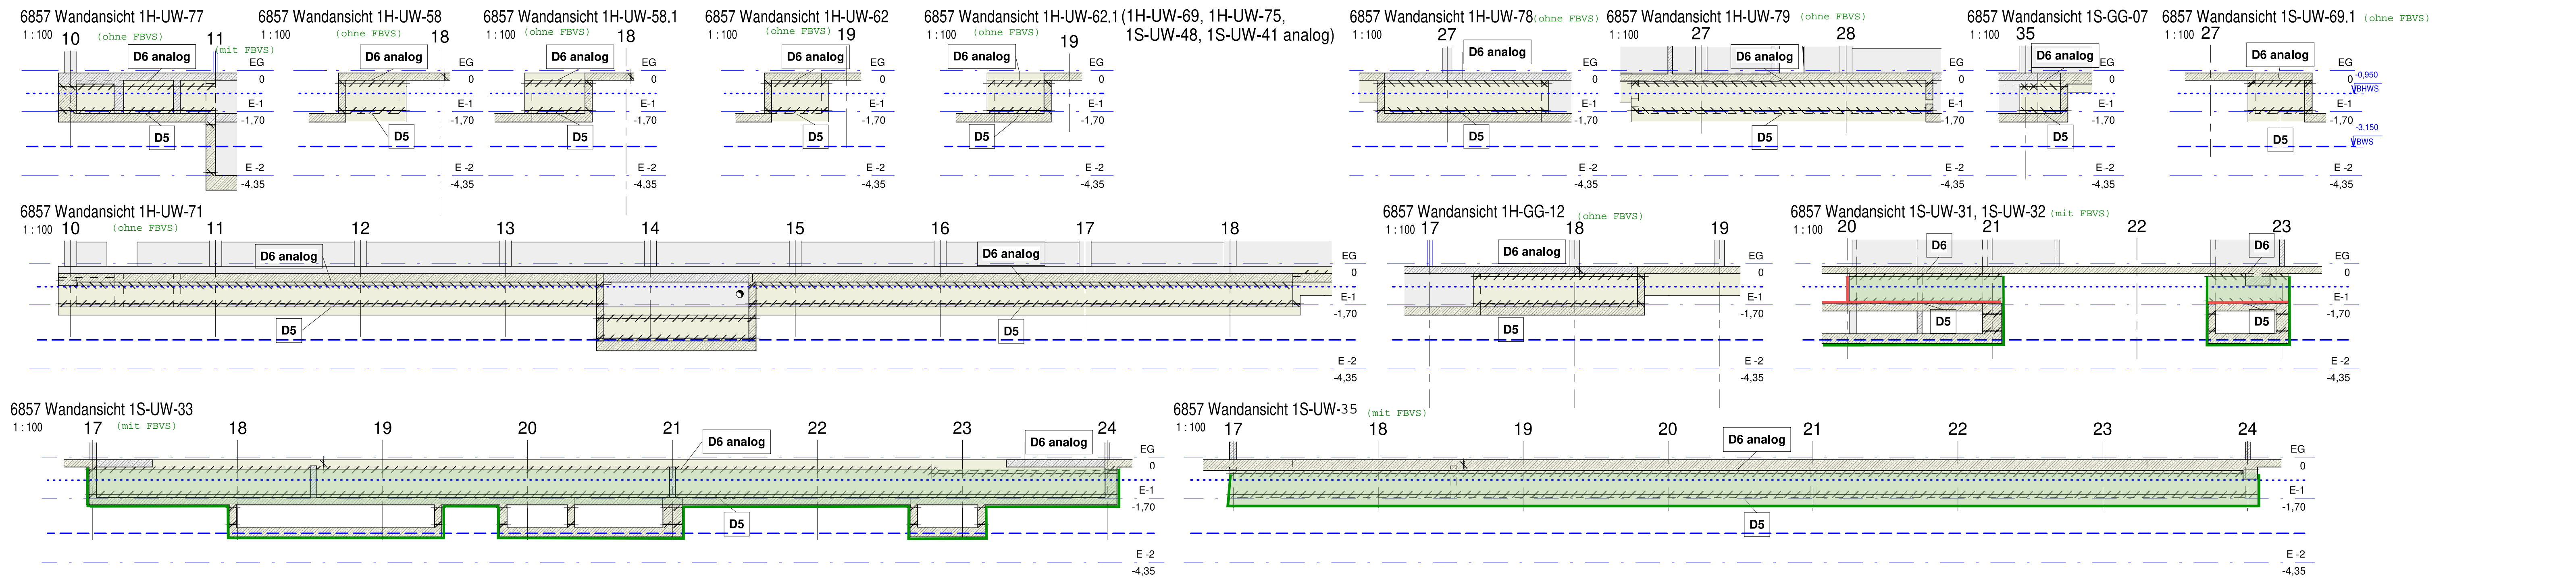 6857 Wandansicht 1H-UW-77
1 : 100
(ohne FBVS)
(mit FBVS)
10
11
D6 analog
D5
EG
0
E-1
-1,70
E -2
-4,35
6857 Wandansicht 1H-UW-58
1 : 100
(ohne FBVS)
18
D6 analog
D5
EG
0
E-1
-1,70
E -2
-4,35
6857 Wandansicht 1H-UW-58.1
1 : 100
(ohne FBVS)
18
D6 analog
D5
EG
0
E-1
-1,70
E -2
-4,35
6857 Wandansicht 1H-UW-62
1 : 100
(ohne FBVS)
19
D6 analog
D5
EG
0
E-1
-1,70
E -2
-4,35
6857 Wandansicht 1H-UW-62.1 (1H-UW-69, 1H-UW-75,
1S-UW-48, 1S-UW-41 analog)
1 : 100
(ohne FBVS)
19
D6 analog
D5
EG
0
E-1
-1,70
E -2
-4,35
6857 Wandansicht 1H-UW-78 (ohne FBVS)
1 : 100
27
D6 analog
D5
EG
0
E-1
-1,70
E -2
-4,35
6857 Wandansicht 1H-UW-79 (ohne FBVS)
1 : 100
27
28
D6 analog
D5
EG
0
E-1
-1,70
E -2
-4,35
6857 Wandansicht 1S-GG-07
1 : 100
(ohne FBVS)
35
D6 analog
D5
EG
0
E-1
-1,70
E -2
-4,35
6857 Wandansicht 1S-UW-69.1 (ohne FBVS)
1 : 100
27
D6 analog
D5
EG
0
-0,950
BHWS
E-1
-1,70
-3,150
BWS
E -2
-4,35
6857 Wandansicht 1H-UW-71
1 : 100
(ohne FBVS)
10
11
12
13
14
15
16
17
18
D6 analog
D6 analog
D5
D5
EG
0
E-1
-1,70
E -2
-4,35
6857 Wandansicht 1H-GG-12 (ohne FBVS)
1 : 100
17
18
19
D6 analog
D5
EG
0
E-1
-1,70
E -2
-4,35
6857 Wandansicht 1S-UW-31, 1S-UW-32 (mit FBVS)
1 : 100
20
21
22
23
D6
D6
D5
D5
EG
0
E-1
-1,70
E -2
-4,35
6857 Wandansicht 1S-UW-33
1 : 100
(mit FBVS)
17
18
19
20
21
22
23
24
D6 analog
D6 analog
D5
EG
0
E-1
-1,70
E -2
-4,35
6857 Wandansicht 1S-UW-35 (mit FBVS)
1 : 100
17
18
19
20
21
22
23
24
D6 analog
D5
EG
0
E-1
-1,70
E -2
-4,35